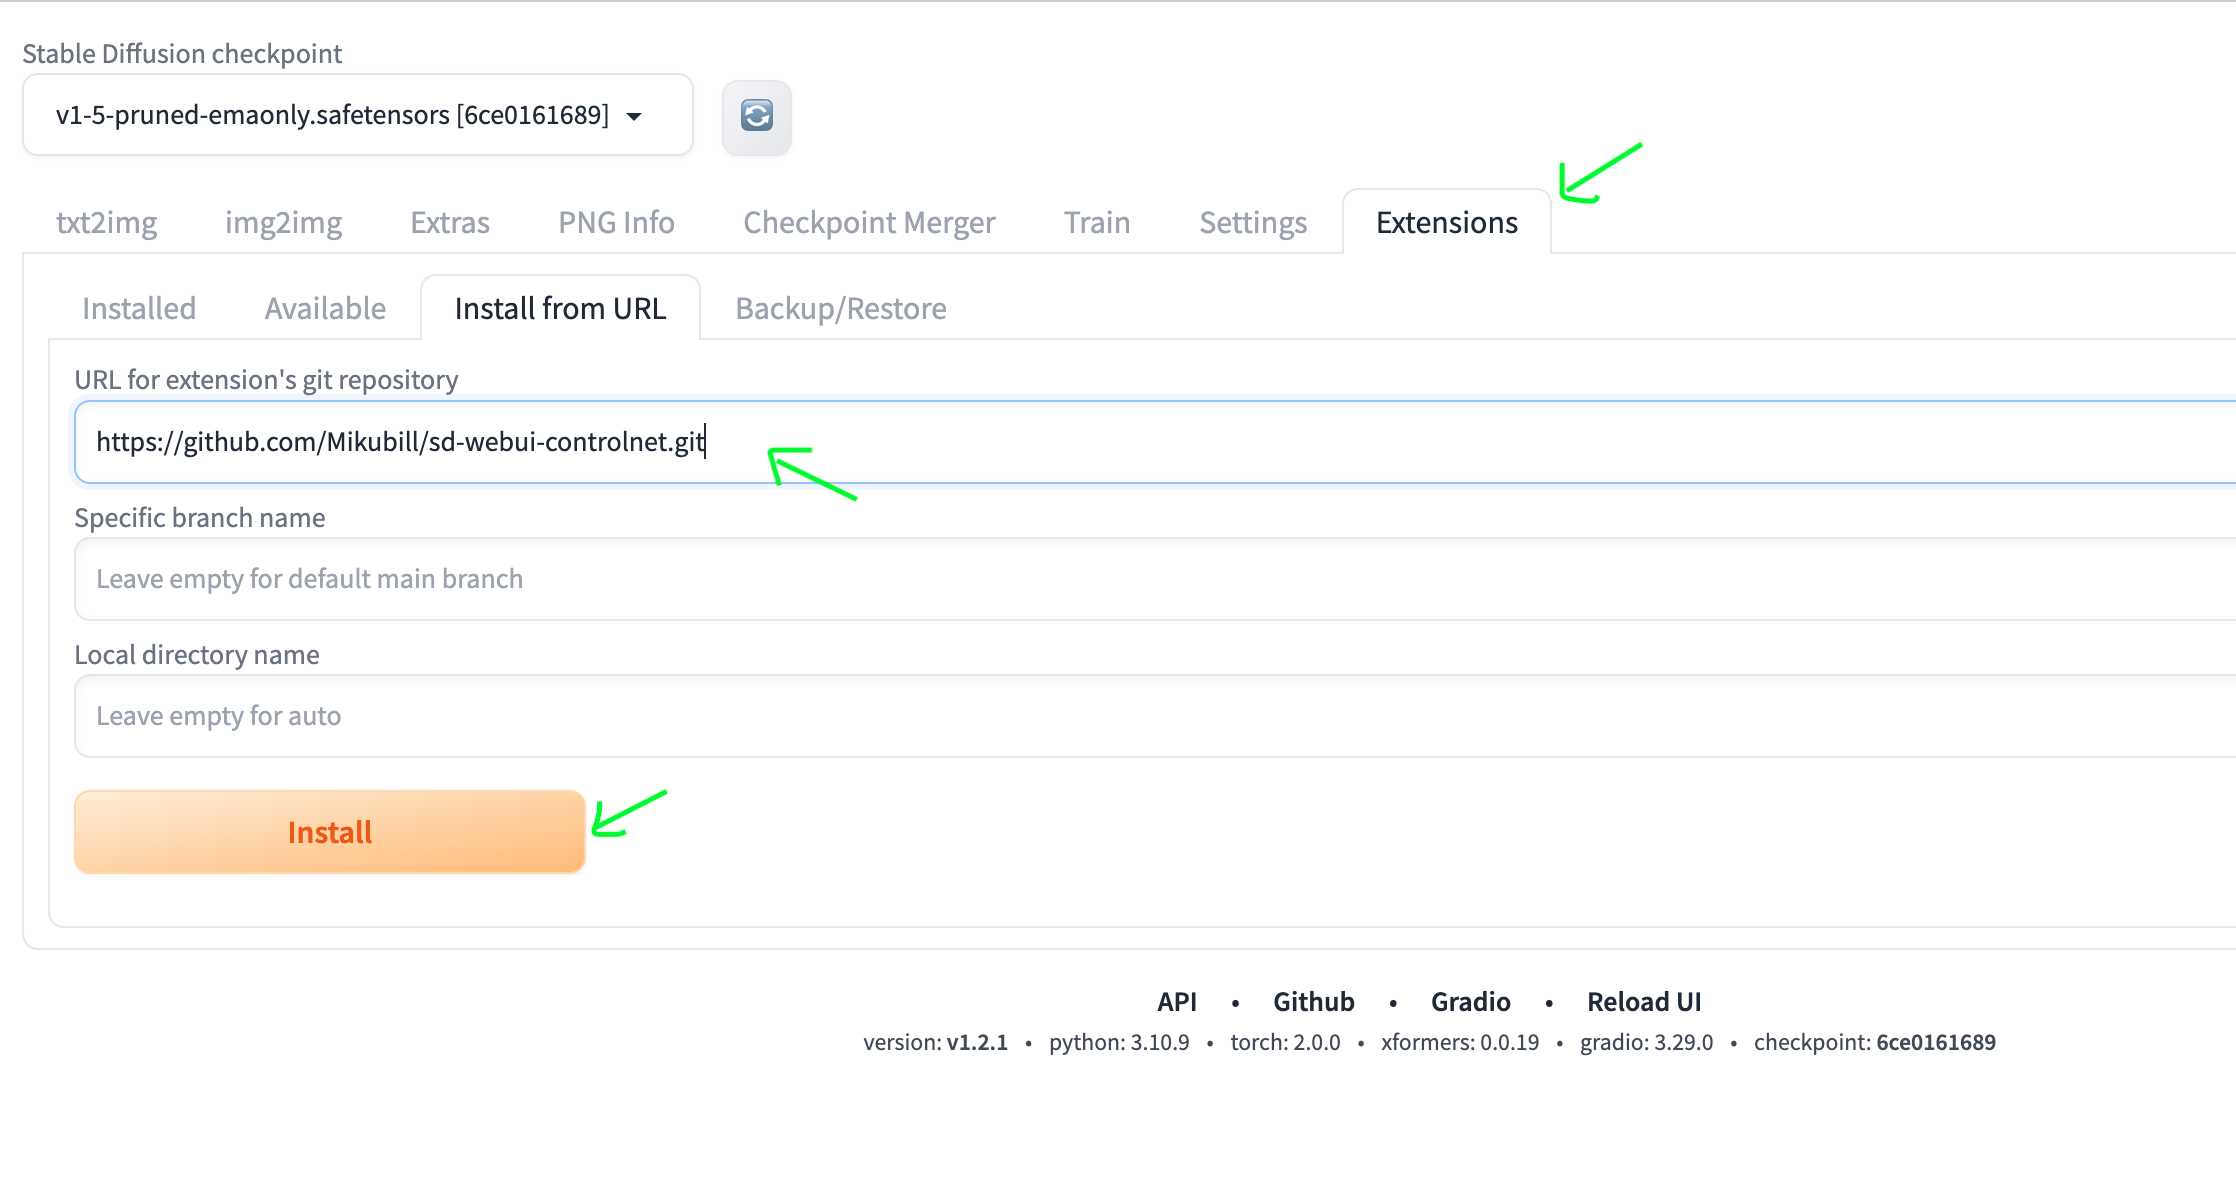 Stable Diffusion checkpoint
v1-5-pruned-emaonly.safetensors [6ce0161689]
txt2img img2img Extras PNG Info Checkpoint Merger Train Settings Extensions
Installed Available Install from URL Backup/Restore
URL for extension's git repository
https://github.com/Mikubill/sd-webui-controlnet.git
Specific branch name
Leave empty for default main branch
Local directory name
Leave empty for auto
Install
API • Github • Gradio • Reload UI
version: v1.2.1 • python: 3.10.9 • torch: 2.0.0 • xformers: 0.0.19 • gradio: 3.29.0 • checkpoint: 6ce0161689